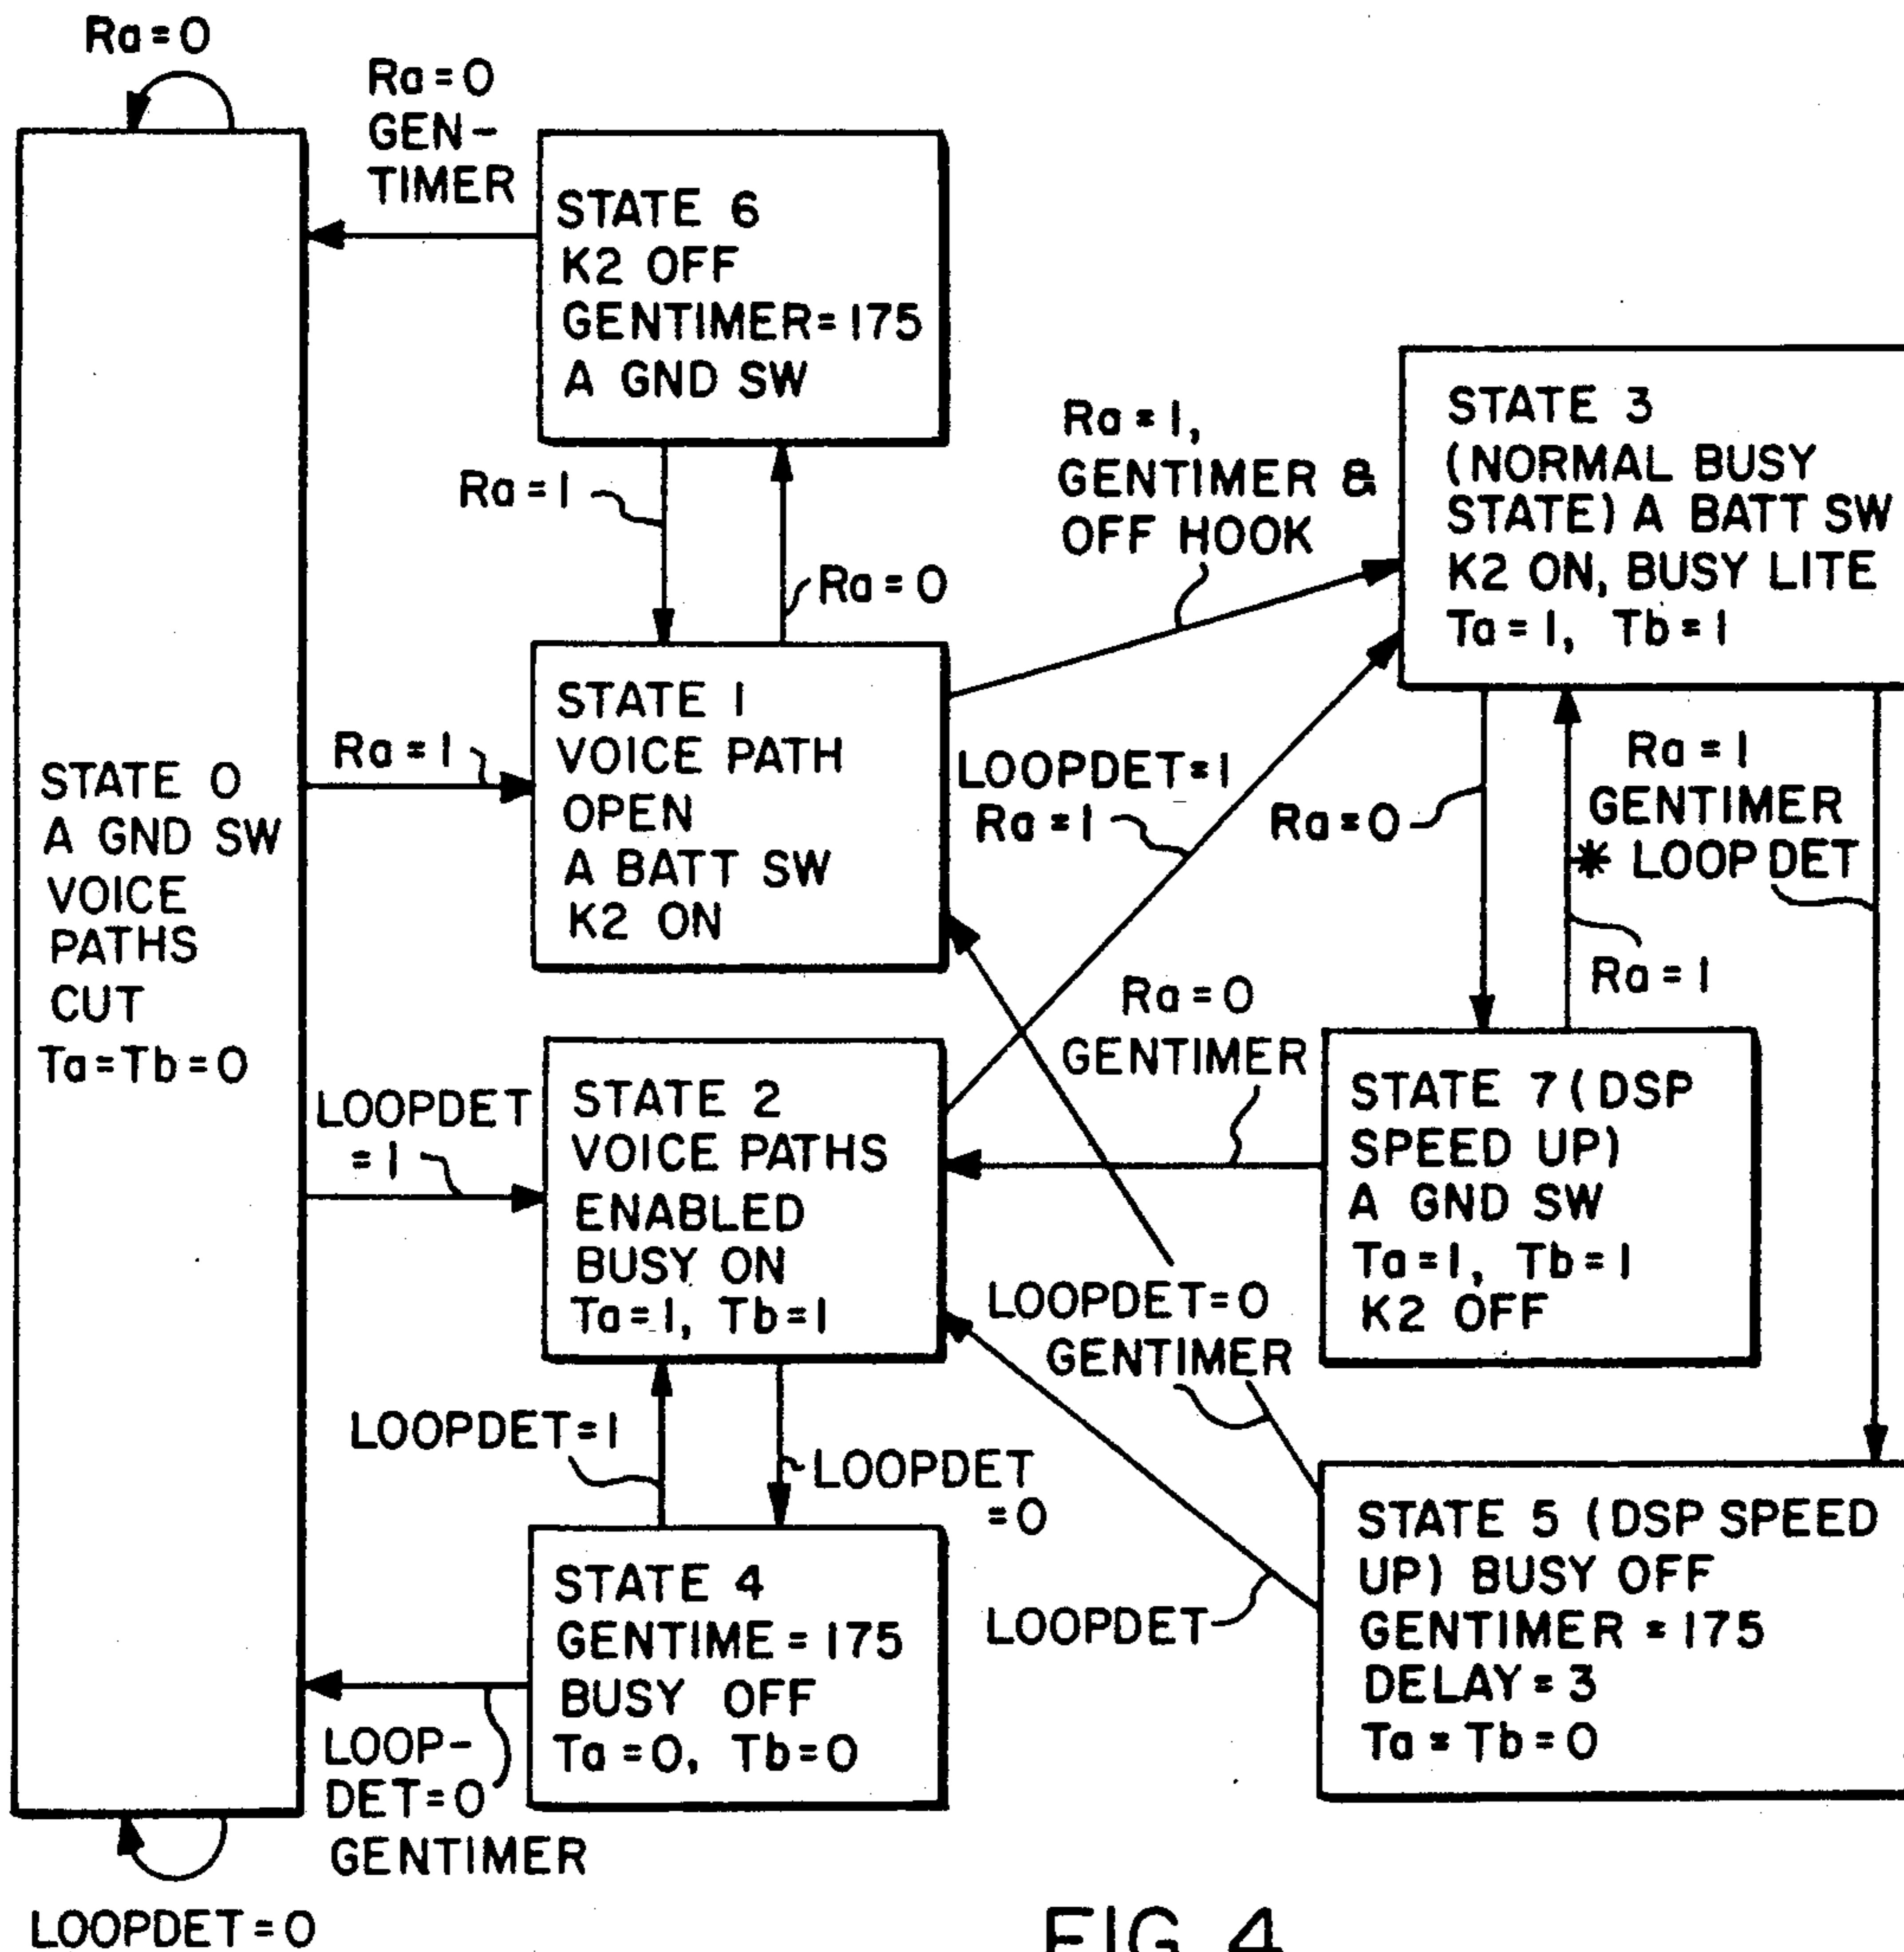 Ra=0
Ra=0
GEN-
TIMER
STATE 6
K2 OFF
GENTIMER=175
A GND SW
Ra=1
Ra=0
Ra=1,
GENTIMER &
OFF HOOK
STATE 3
(NORMAL BUSY
STATE) A BATT SW
K2 ON, BUSY LITE
Ta=1, Tb=1
STATE 0
A GND SW
VOICE
PATHS
CUT
Ta=Tb=0
Ra=1
STATE 1
VOICE PATH
OPEN
A BATT SW
K2 ON
LOOPDET=1
Ra=1
Ra=0
Ra=1
GENTIMER
* LOOP DET
Ra=1
Ra=0
GENTIMER
LOOPDET
=1
STATE 2
VOICE PATHS
ENABLED
BUSY ON
Ta=1, Tb=1
STATE 7 (DSP
SPEED UP)
A GND SW
Ta=1, Tb=1
K2 OFF
LOOPDET=0
GENTIMER
LOOPDET=1
LOOPDET
=0
STATE 4
GENTIME=175
BUSY OFF
Ta=0, Tb=0
LOOPDET
STATE 5 (DSP SPEED
UP) BUSY OFF
GENTIMER=175
DELAY=3
Ta=Tb=0
LOOP-
DET=0
GENTIMER
LOOPDET=0
FIG. 4